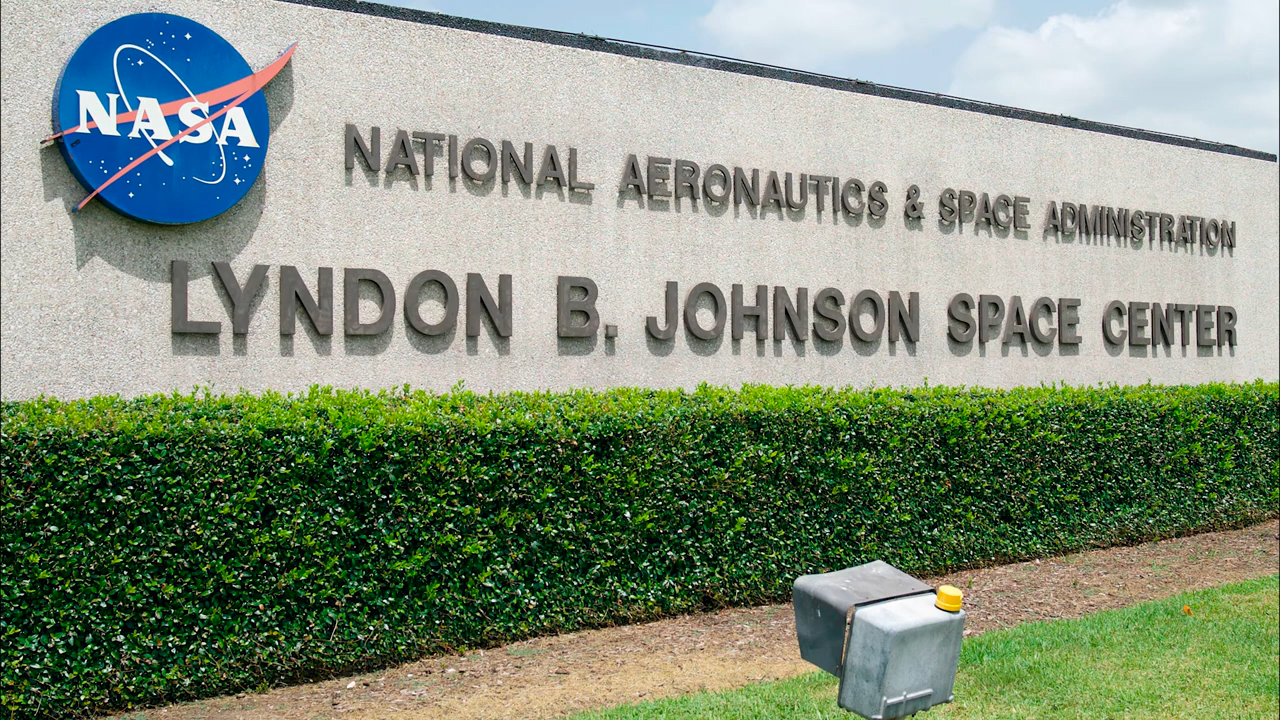 NASA
NATIONAL AERONAUTICS & SPACE ADMINISTRATION
LYNDON B. JOHNSON SPACE CENTER